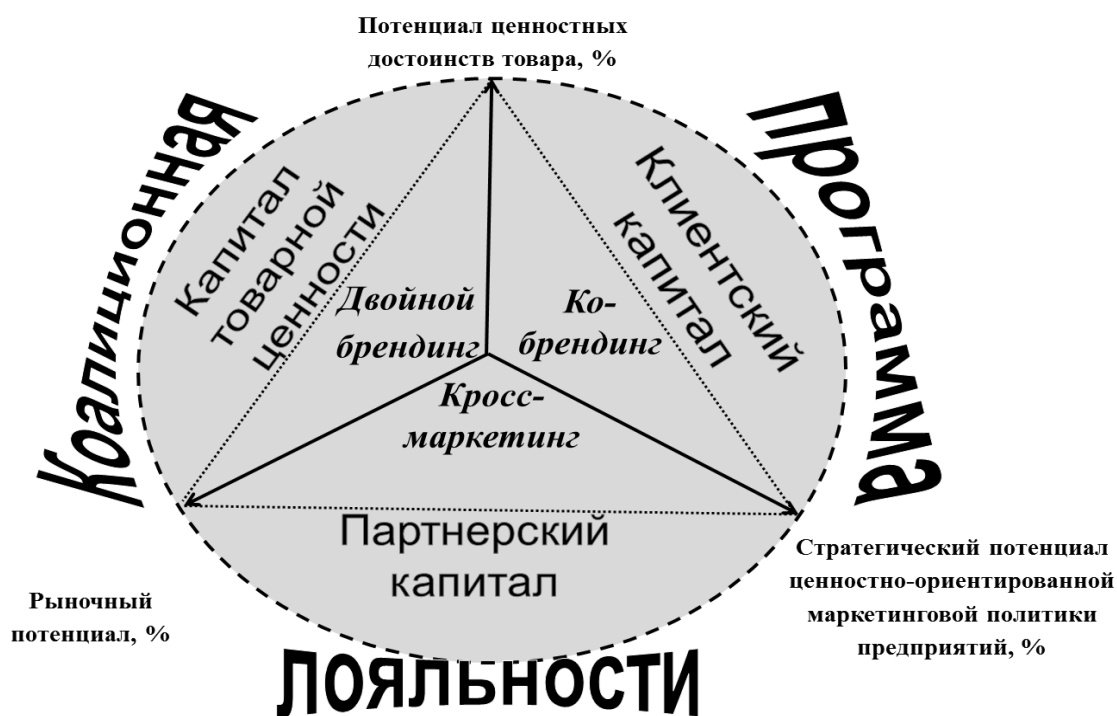 Потенциал ценностных
достоинств товара, %
Коалиционная
Программа
Лояльности
Капитал
товарной
ценности
Клиентский
капитал
Двойной
брендинг
Ко-
брендинг
Кросс-
маркетинг
Партнерский
капитал
Рыночный
потенциал, %
Стратегический потенциал
ценностно-ориентированной
маркетинговой политики
предприятий, %